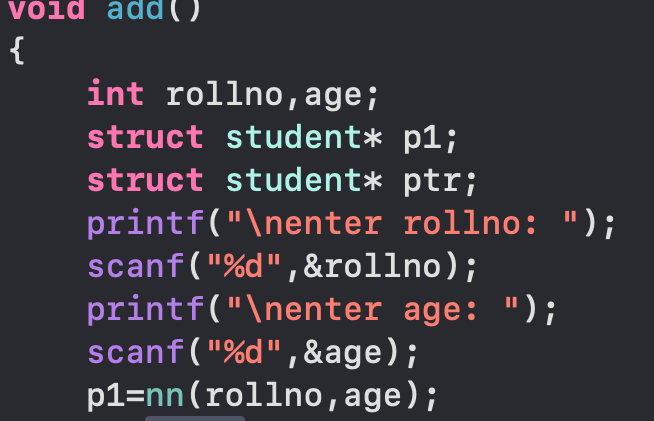 void add()
{
int rollno,age;
struct student* p1;
struct student* ptr;
printf("\nenter rollno: ");
scanf("%d",&rollno);
printf("\nenter age: ");
scanf("%d",&age);
p1=nn(rollno,age);